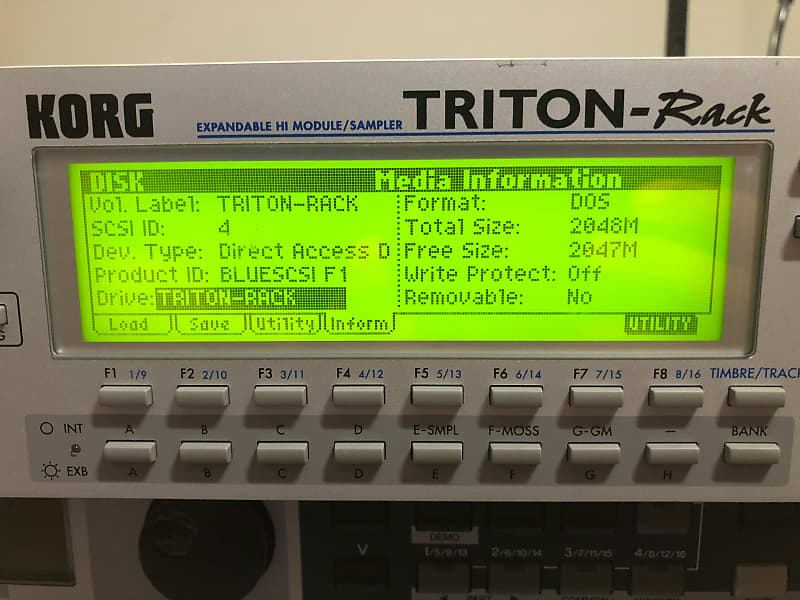 KORG
EXPANDABLE HI MODULE/SAMPLER
TRITON-Rack
DISK Media Information
Vol. Label: TRITON-RACK
SCSI ID: 4
Dev. Type: Direct Access D
Product ID: BLUESCSI F1
Drive: TRITON-RACK
Format: DOS
Total Size: 2048M
Free Size: 2047M
Write Protect: Off
Removable: No
Load Save Utility Inform UTILITY
F1 1/9 F2 2/10 F3 3/11 F4 4/12 F5 5/13 F6 6/14 F7 7/15 F8 8/16 TIMBRE/TRACK
INT A B C D E-SMPL F-MOSS G-GM — BANK
EXB A B C D E F G H
G
DEMO
V 1/5/9/13 2/6/10/14 3/7/11/15 4/8/12/16